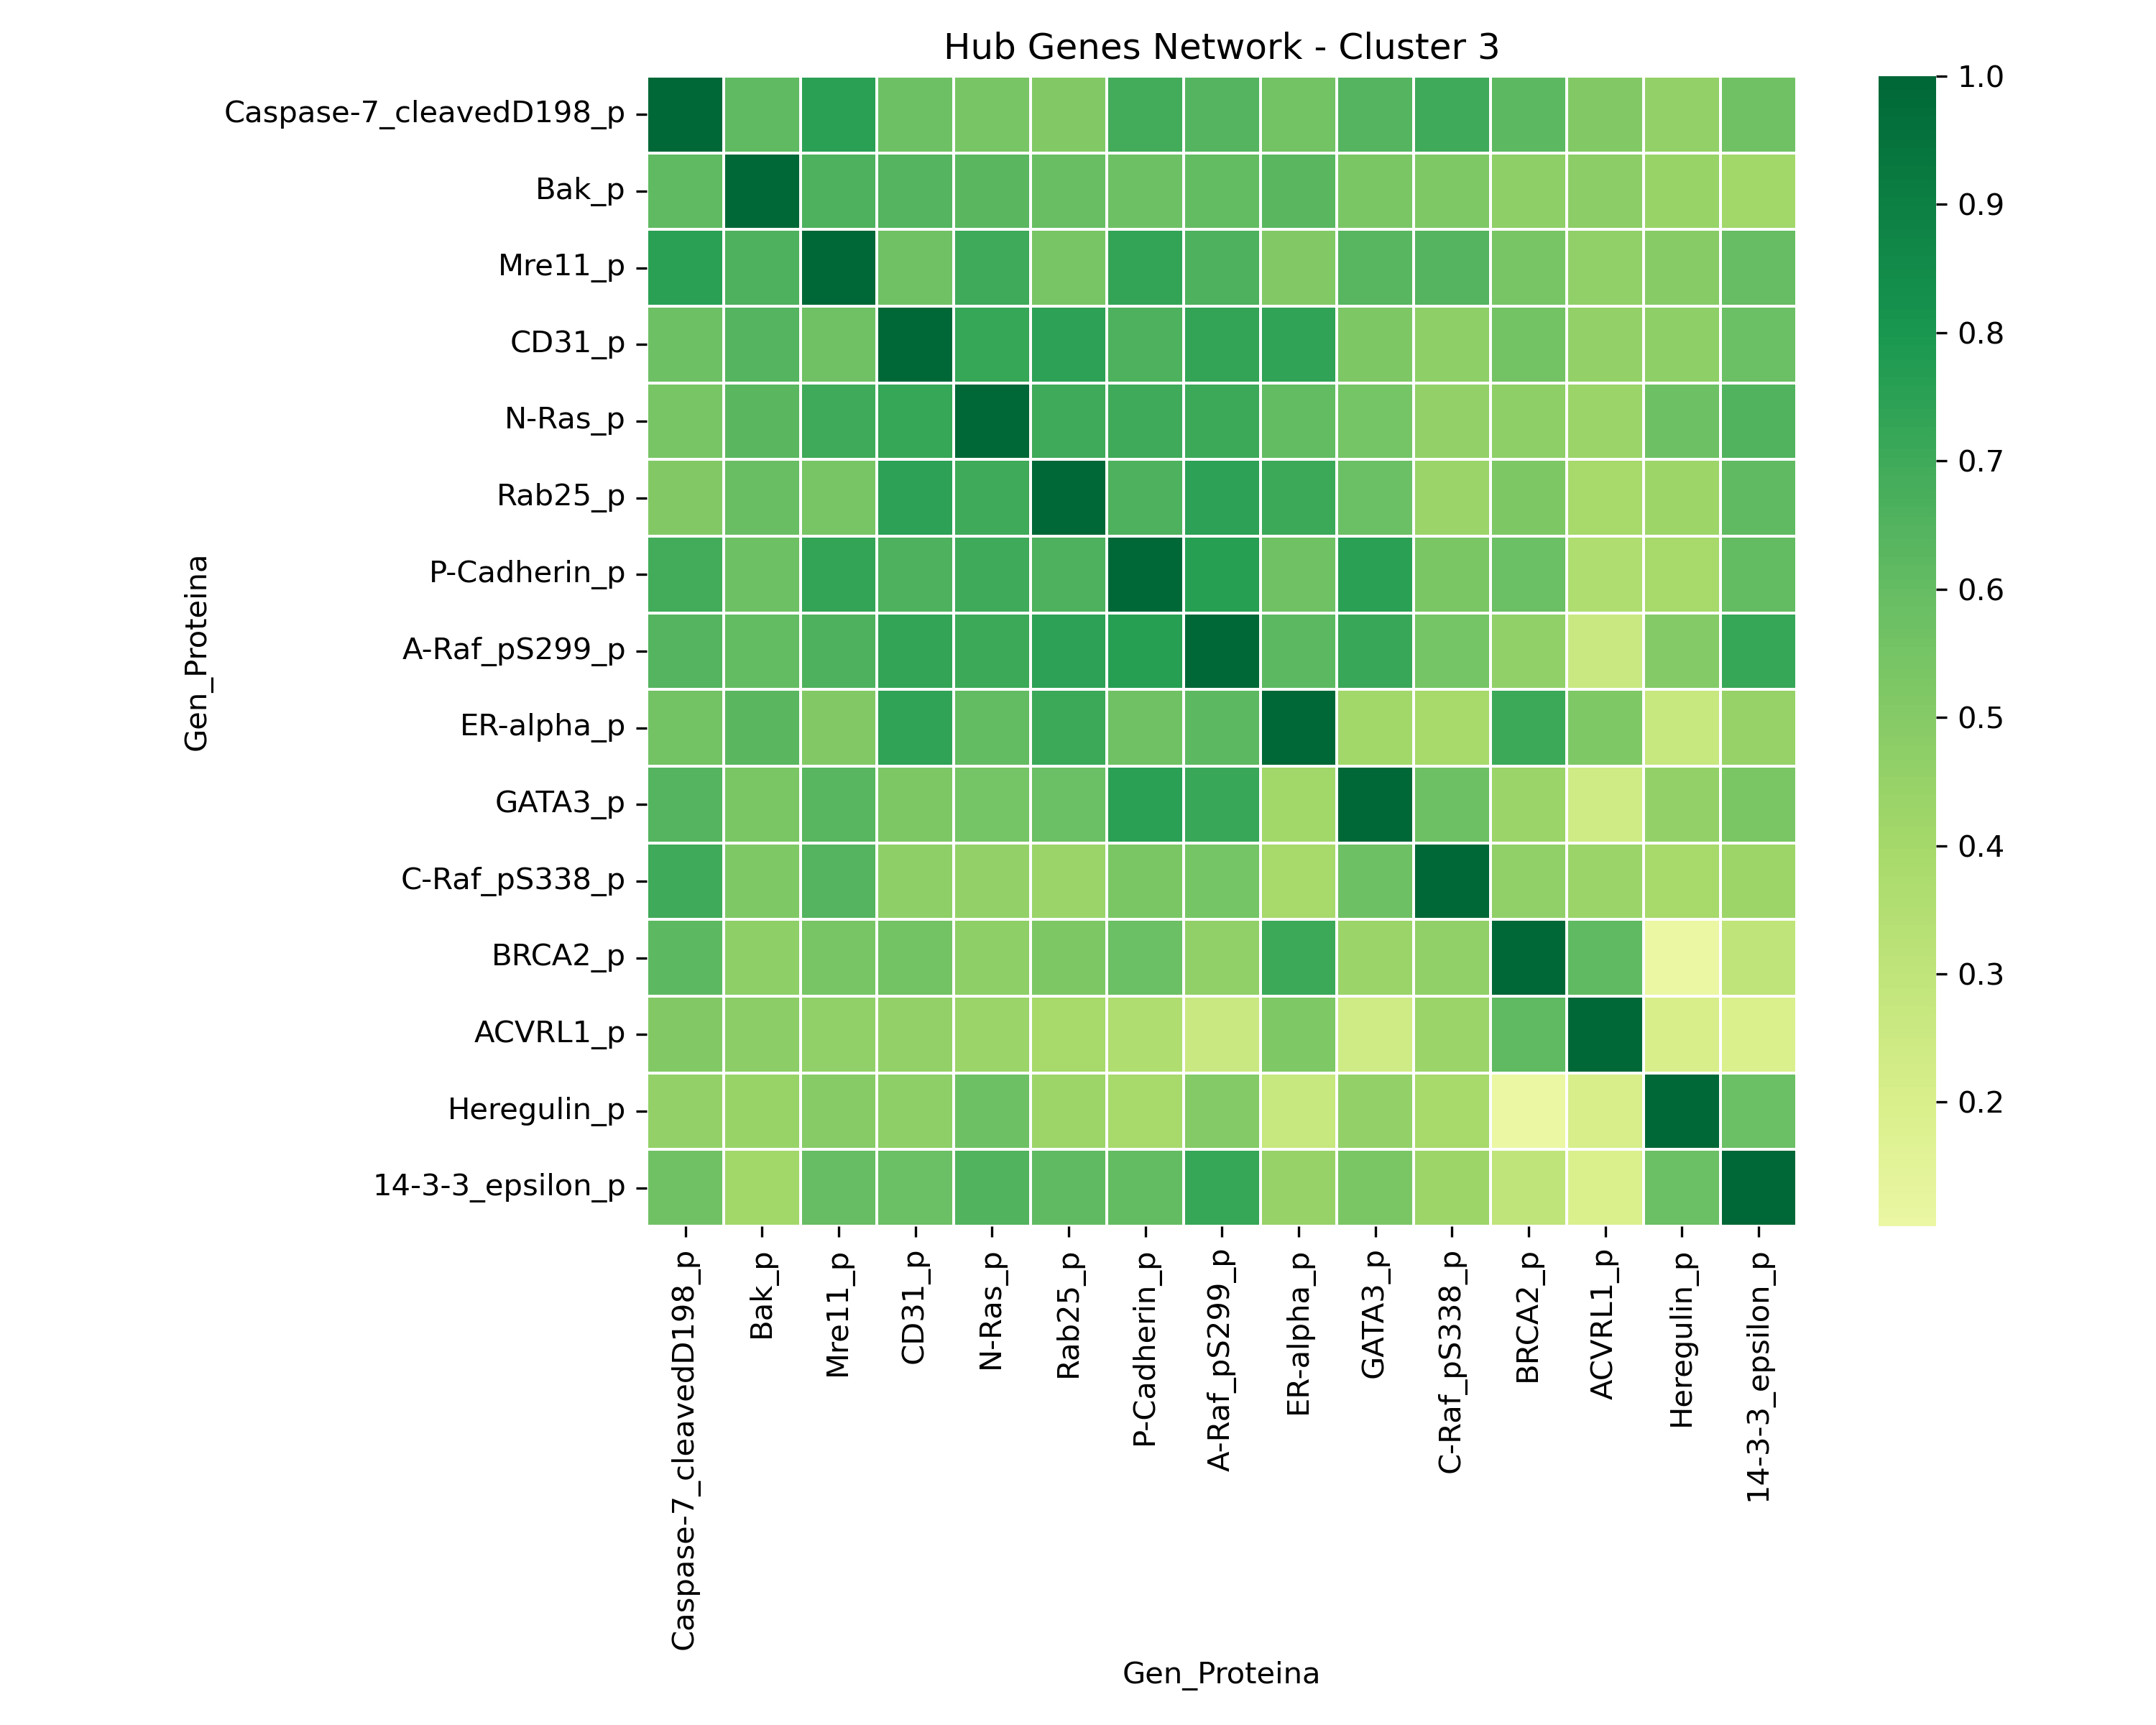 Hub Genes Network - Cluster 3
Gen_Proteina
Caspase-7_cleavedD198_p
Bak_p
Mre11_p
CD31_p
N-Ras_p
Rab25_p
P-Cadherin_p
A-Raf_pS299_p
ER-alpha_p
GATA3_p
C-Raf_pS338_p
BRCA2_p
ACVRL1_p
Heregulin_p
14-3-3_epsilon_p
Caspase-7_cleavedD198_p
Bak_p
Mre11_p
CD31_p
N-Ras_p
Rab25_p
P-Cadherin_p
A-Raf_pS299_p
ER-alpha_p
GATA3_p
C-Raf_pS338_p
BRCA2_p
ACVRL1_p
Heregulin_p
14-3-3_epsilon_p
Gen_Proteina
1.0
0.9
0.8
0.7
0.6
0.5
0.4
0.3
0.2